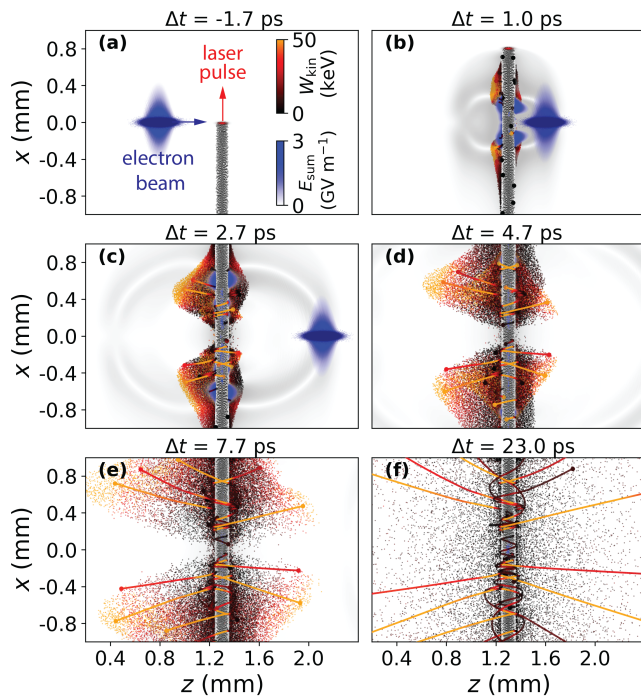 Δt = -1.7 ps
Δt = 1.0 ps
(a)
laser
pulse
electron
beam
50
0
W_kin
(keV)
3
0
E_sum
(GV m⁻¹)
(b)
x (mm)
0.8
0.4
0.0
-0.4
-0.8
Δt = 2.7 ps
Δt = 4.7 ps
(c)
(d)
x (mm)
0.8
0.4
0.0
-0.4
-0.8
Δt = 7.7 ps
Δt = 23.0 ps
(e)
(f)
x (mm)
0.8
0.4
0.0
-0.4
-0.8
0.4 0.8 1.2 1.6 2.0
0.4 0.8 1.2 1.6 2.0
z (mm)
z (mm)